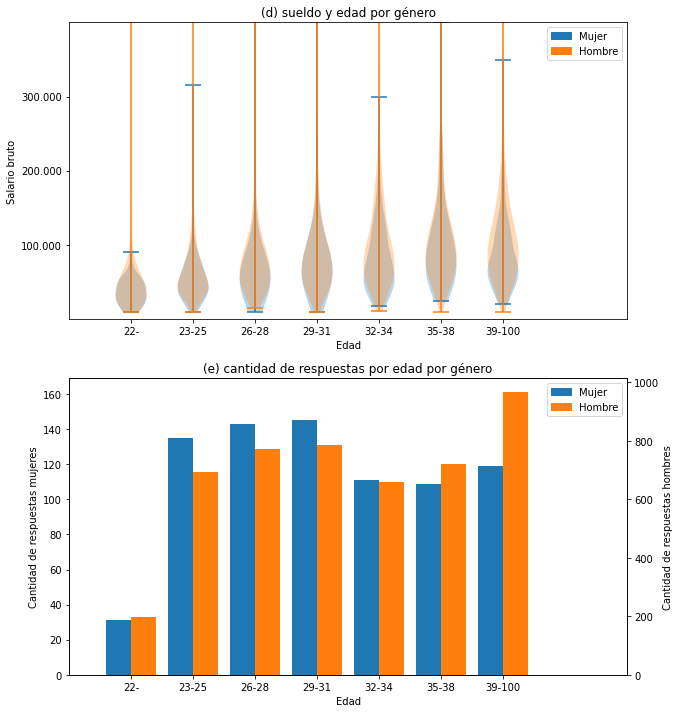 (d) sueldo y edad por género
Mujer
Hombre
300.000
200.000
100.000
Salario bruto
22- 23-25 26-28 29-31 32-34 35-38 39-100
Edad
(e) cantidad de respuestas por edad por género
Mujer
Hombre
160
140
120
100
80
60
40
20
0
Cantidad de respuestas mujeres
1000
800
600
400
200
0
Cantidad de respuestas hombres
22- 23-25 26-28 29-31 32-34 35-38 39-100
Edad